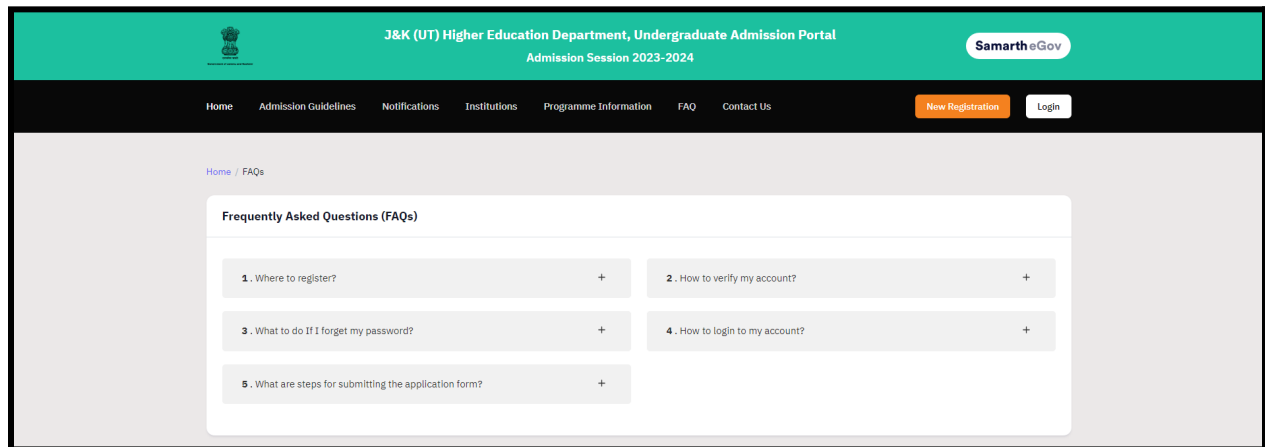 J&K (UT) Higher Education Department, Undergraduate Admission Portal
Admission Session 2023-2024
Samarth eGov
Home Admission Guidelines Notifications Institutions Programme Information FAQ Contact Us New Registration Login
Home / FAQs
Frequently Asked Questions (FAQs)
1 . Where to register? +
2 . How to verify my account? +
3 . What to do If I forget my password? +
4 . How to login to my account? +
5 . What are steps for submitting the application form? +